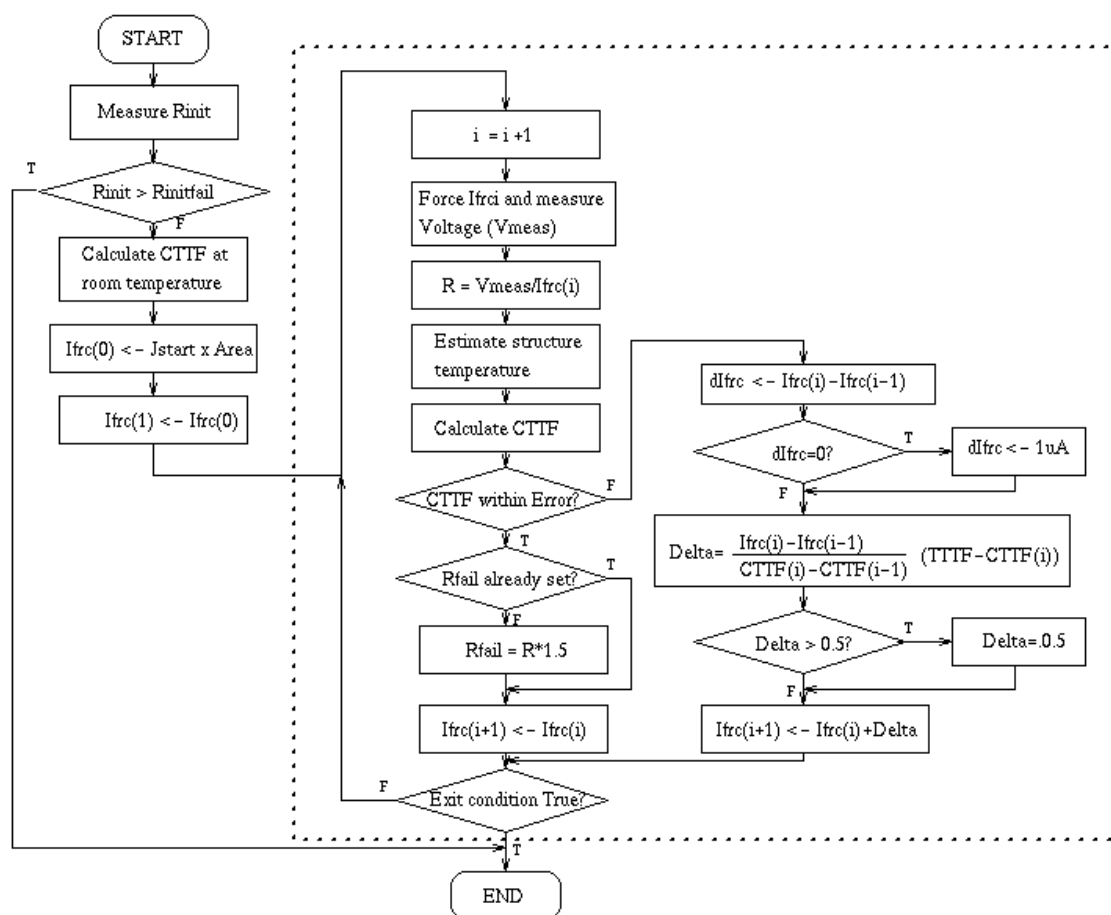 START
Measure Rinit
T
Rinit > Rinitfail
F
Calculate CTTF at
room temperature
Ifrc(0) <- Jstart x Area
Ifrc(1) <- Ifrc(0)
i = i +1
Force Ifrci and measure
Voltage (Vmeas)
R = Vmeas/Ifrc(i)
Estimate structure
temperature
Calculate CTTF
CTTF within Error?
F
T
Rfail already set?
T
F
Rfail = R*1.5
Ifrc(i+1) <- Ifrc(i)
dIfrc <- Ifrc(i)-Ifrc(i-1)
dIfrc=0?
T
dIfrc <- 1uA
F
Delta= Ifrc(i)-Ifrc(i-1)
CTTF(i)-CTTF(i-1)
(TTTF-CTTF(i))
Delta > 0.5?
T
Delta=.0.5
F
Ifrc(i+1) <- Ifrc(i)+Delta
F
Exit condition True?
T
END